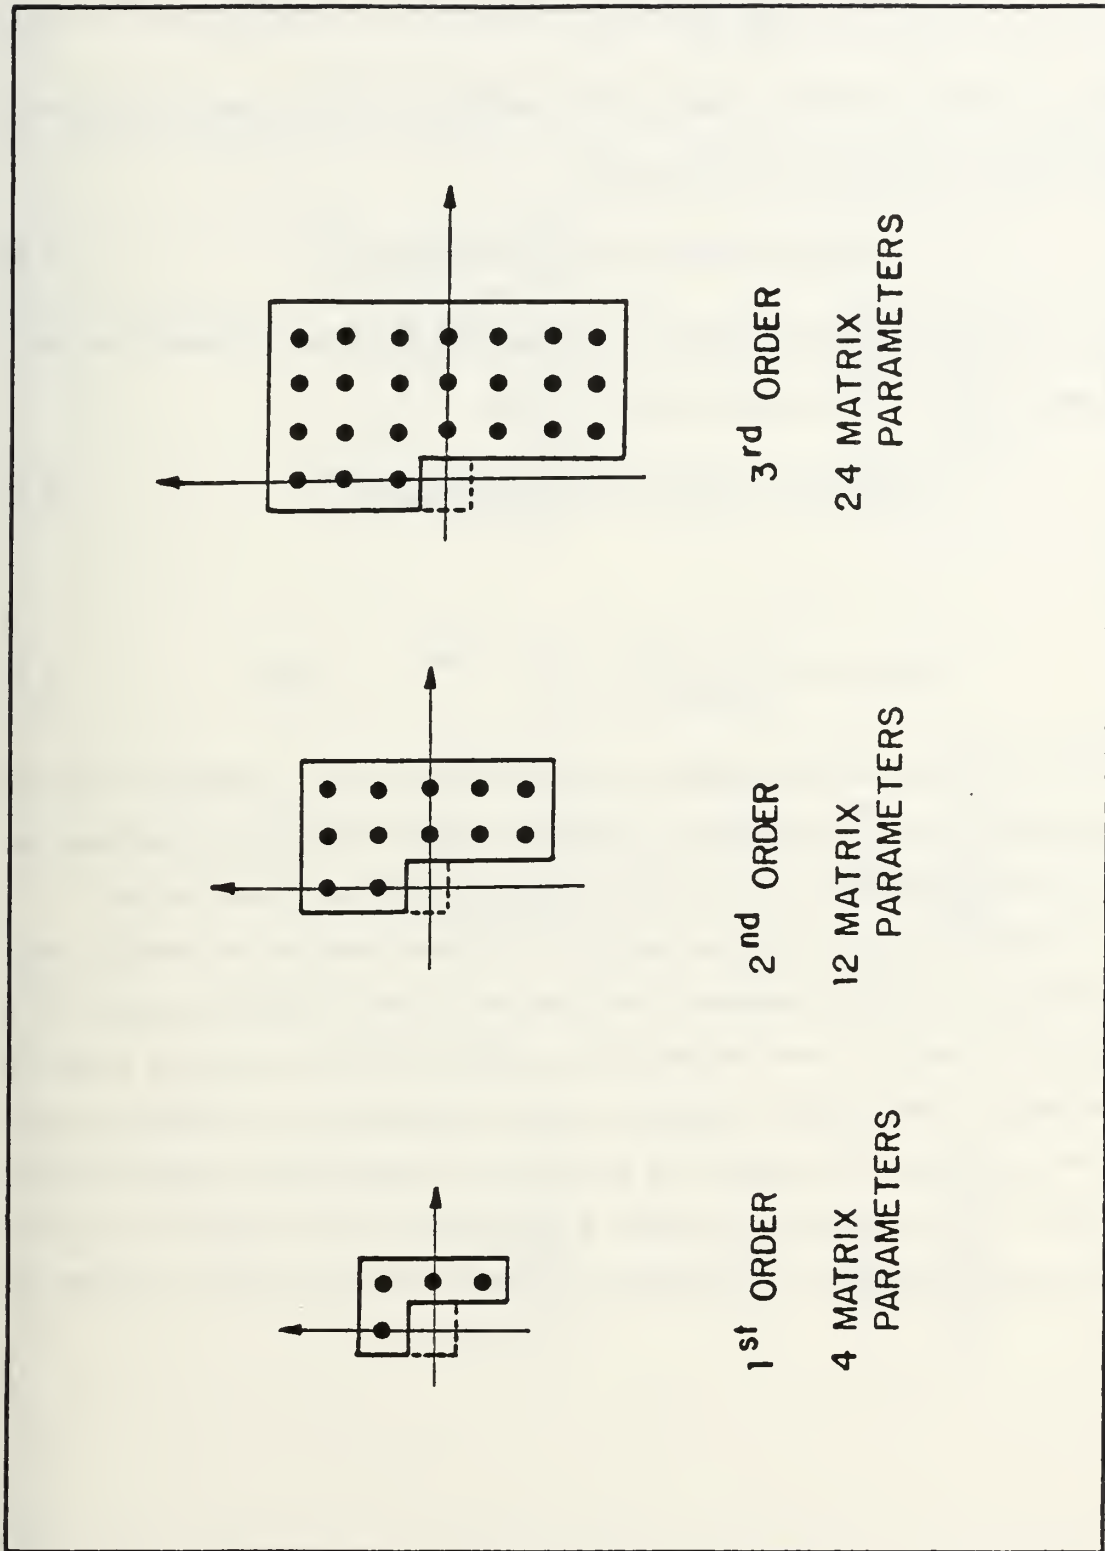 1st ORDER
4 MATRIX
PARAMETERS
2nd ORDER
12 MATRIX
PARAMETERS
3rd ORDER
24 MATRIX
PARAMETERS